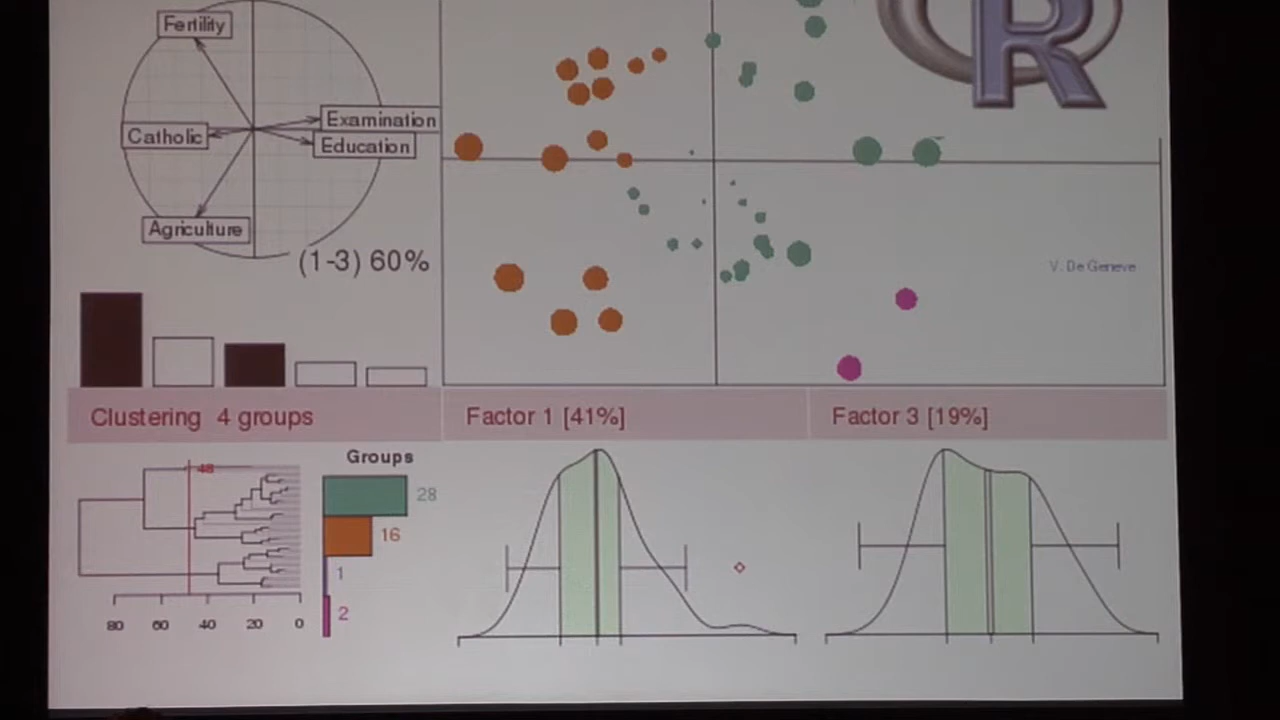 Fertility
Catholic
Examination
Education
Agriculture
(1-3) 60%
R
V. De Geneve
Clustering 4 groups
Factor 1 [41%]
Factor 3 [19%]
48
Groups
28
16
1
2
80 60 40 20 0